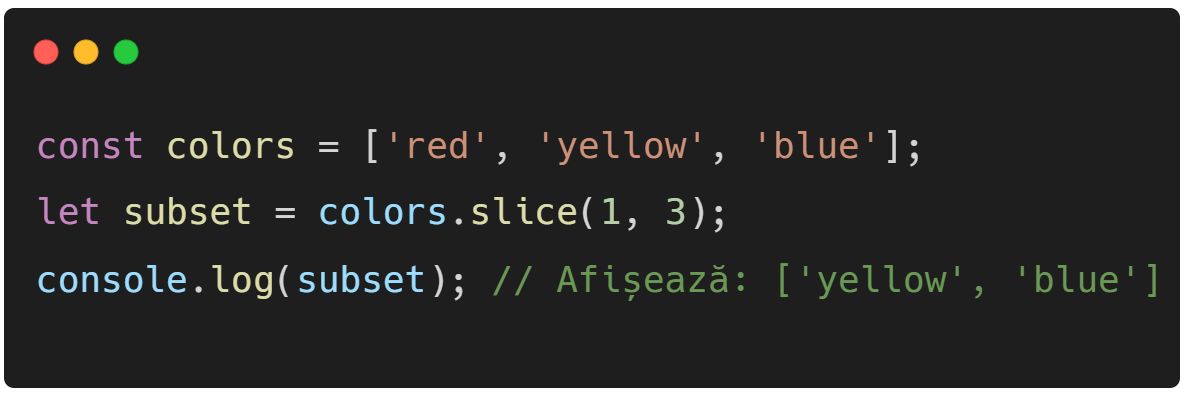 const colors = ['red', 'yellow', 'blue'];
let subset = colors.slice(1, 3);
console.log(subset); // Afișează: ['yellow', 'blue']